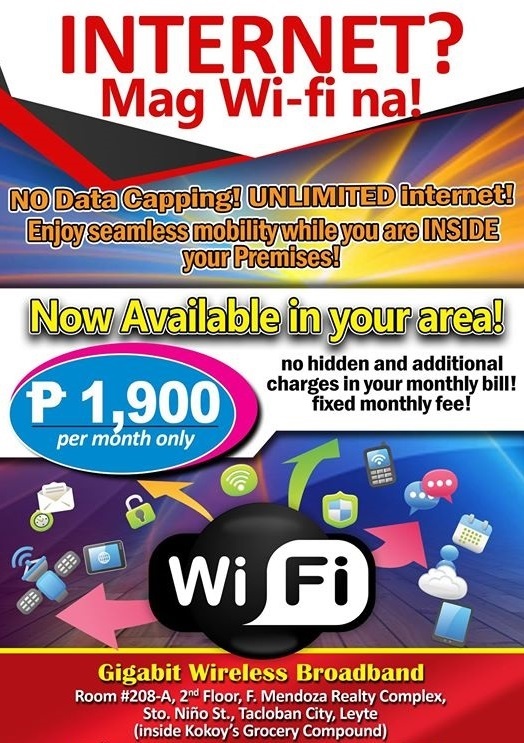 INTERNET?
Mag Wi-fi na!
NO Data Capping! UNLIMITED internet!
Enjoy seamless mobility while you are INSIDE
your Premises!
Now Available in your area!
₱ 1,900
per month only
no hidden and additional
charges in your monthly bill!
fixed monthly fee!
Wi Fi
Gigabit Wireless Broadband
Room #208-A, 2nd Floor, F. Mendoza Realty Complex,
Sto. Niño St., Tacloban City, Leyte
(inside Kokoy's Grocery Compound)